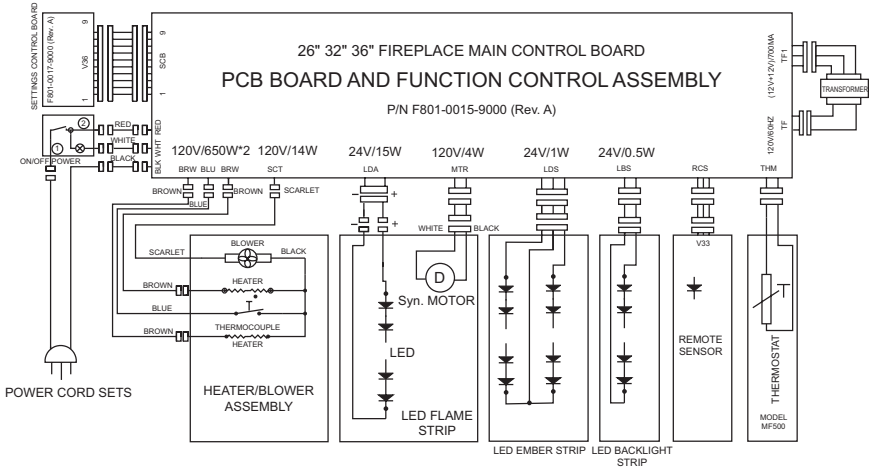 SETTINGS CONTROL BOARD
F801-0017-9000 (Rev. A)
9
V36
1
9
SCB
1
26" 32" 36" FIREPLACE MAIN CONTROL BOARD
PCB BOARD AND FUNCTION CONTROL ASSEMBLY
P/N F801-0015-9000 (Rev. A)
(12V+12V)/700MA
TF1
TRANSFORMER
120V/60HZ
TF
2
1
ON/OFF POWER
RED
WHITE
BLACK
RED
WHT
BLK
120V/650W*2
120V/14W
24V/15W
120V/4W
24V/1W
24V/0.5W
BRW
BLU
BRW
SCT
LDA
MTR
LDS
LBS
RCS
THM
BROWN
BLUE
BROWN
SCARLET
− +
− +
WHITE
BLACK
V33
SCARLET
BLOWER
BLACK
BROWN
HEATER
T
BLUE
BROWN
THERMOCOUPLE
HEATER
D
Syn. MOTOR
LED
T
POWER CORD SETS
HEATER/BLOWER
ASSEMBLY
LED FLAME
STRIP
LED EMBER STRIP
LED BACKLIGHT
STRIP
REMOTE
SENSOR
THERMOSTAT
MODEL
MF500